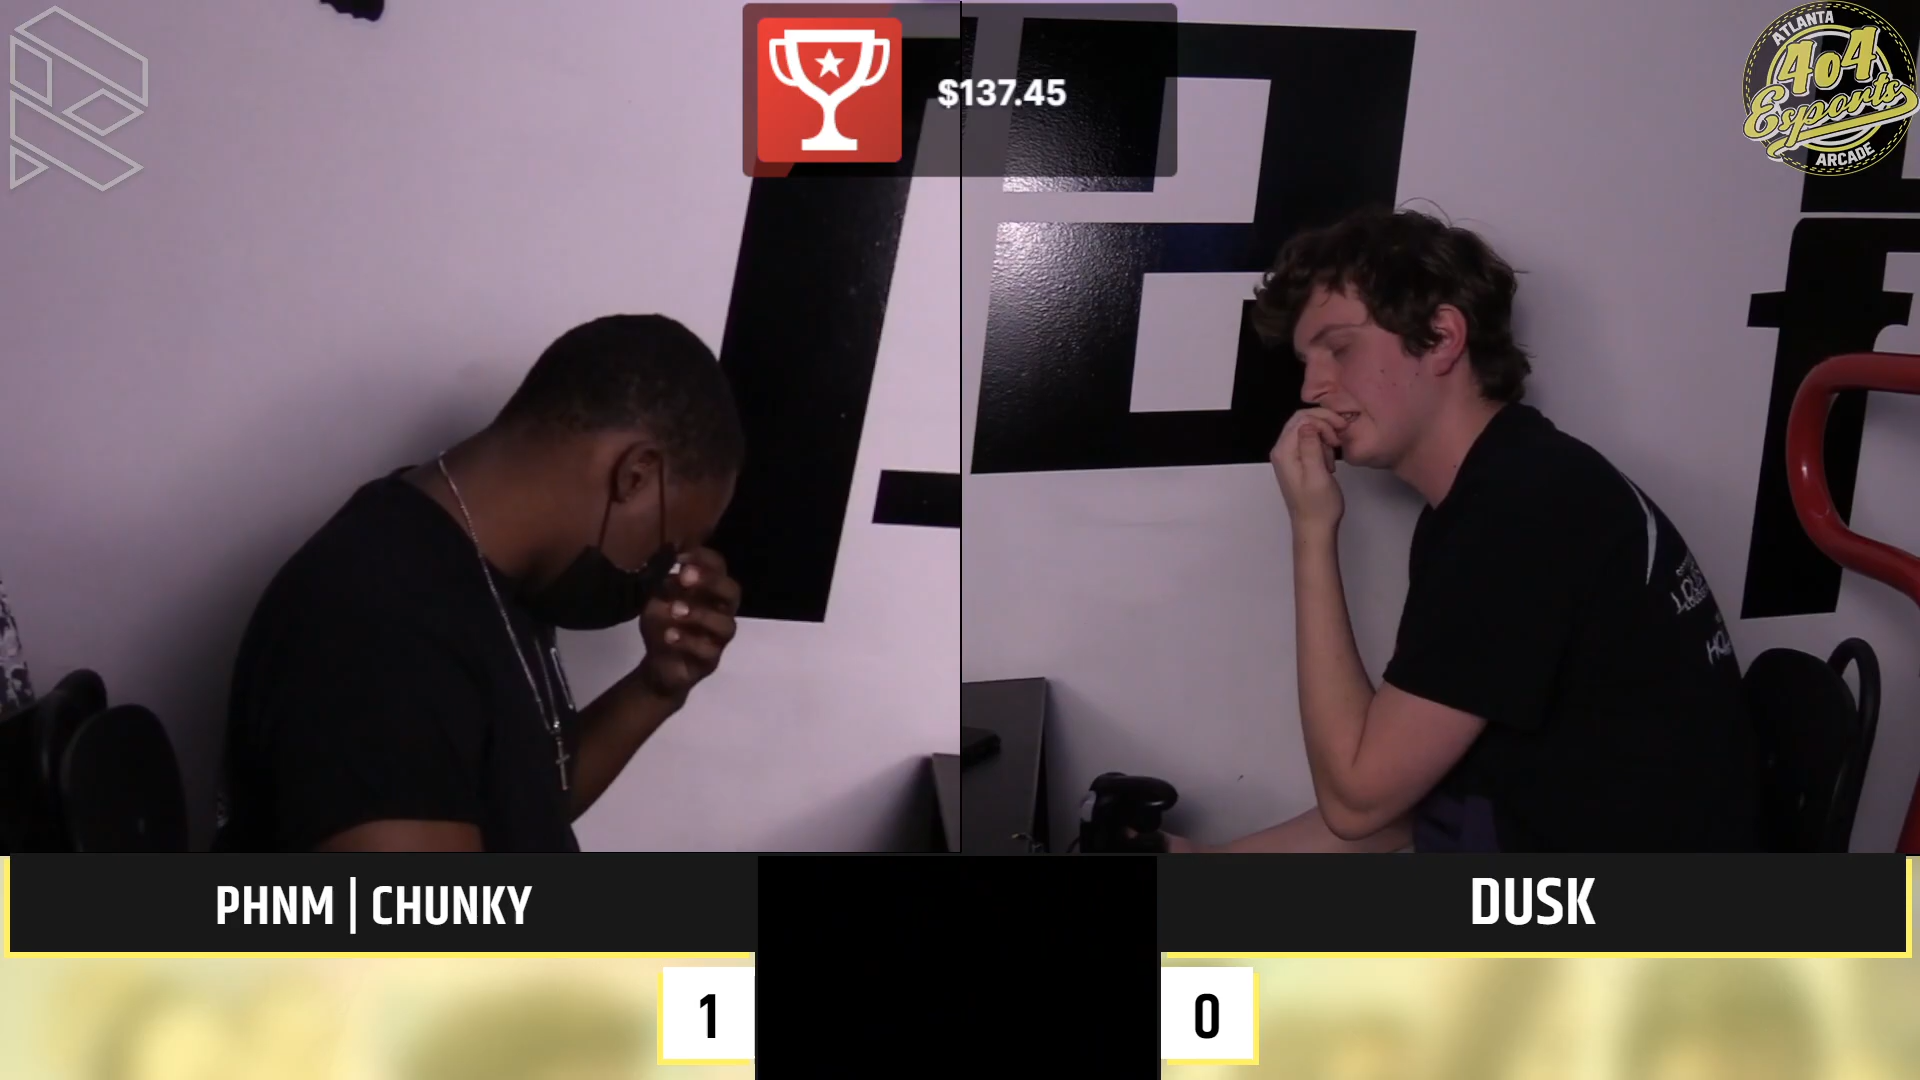 $137.45
ATLANTA
404
Esports
ARCADE
PHNM | CHUNKY
DUSK
1
0